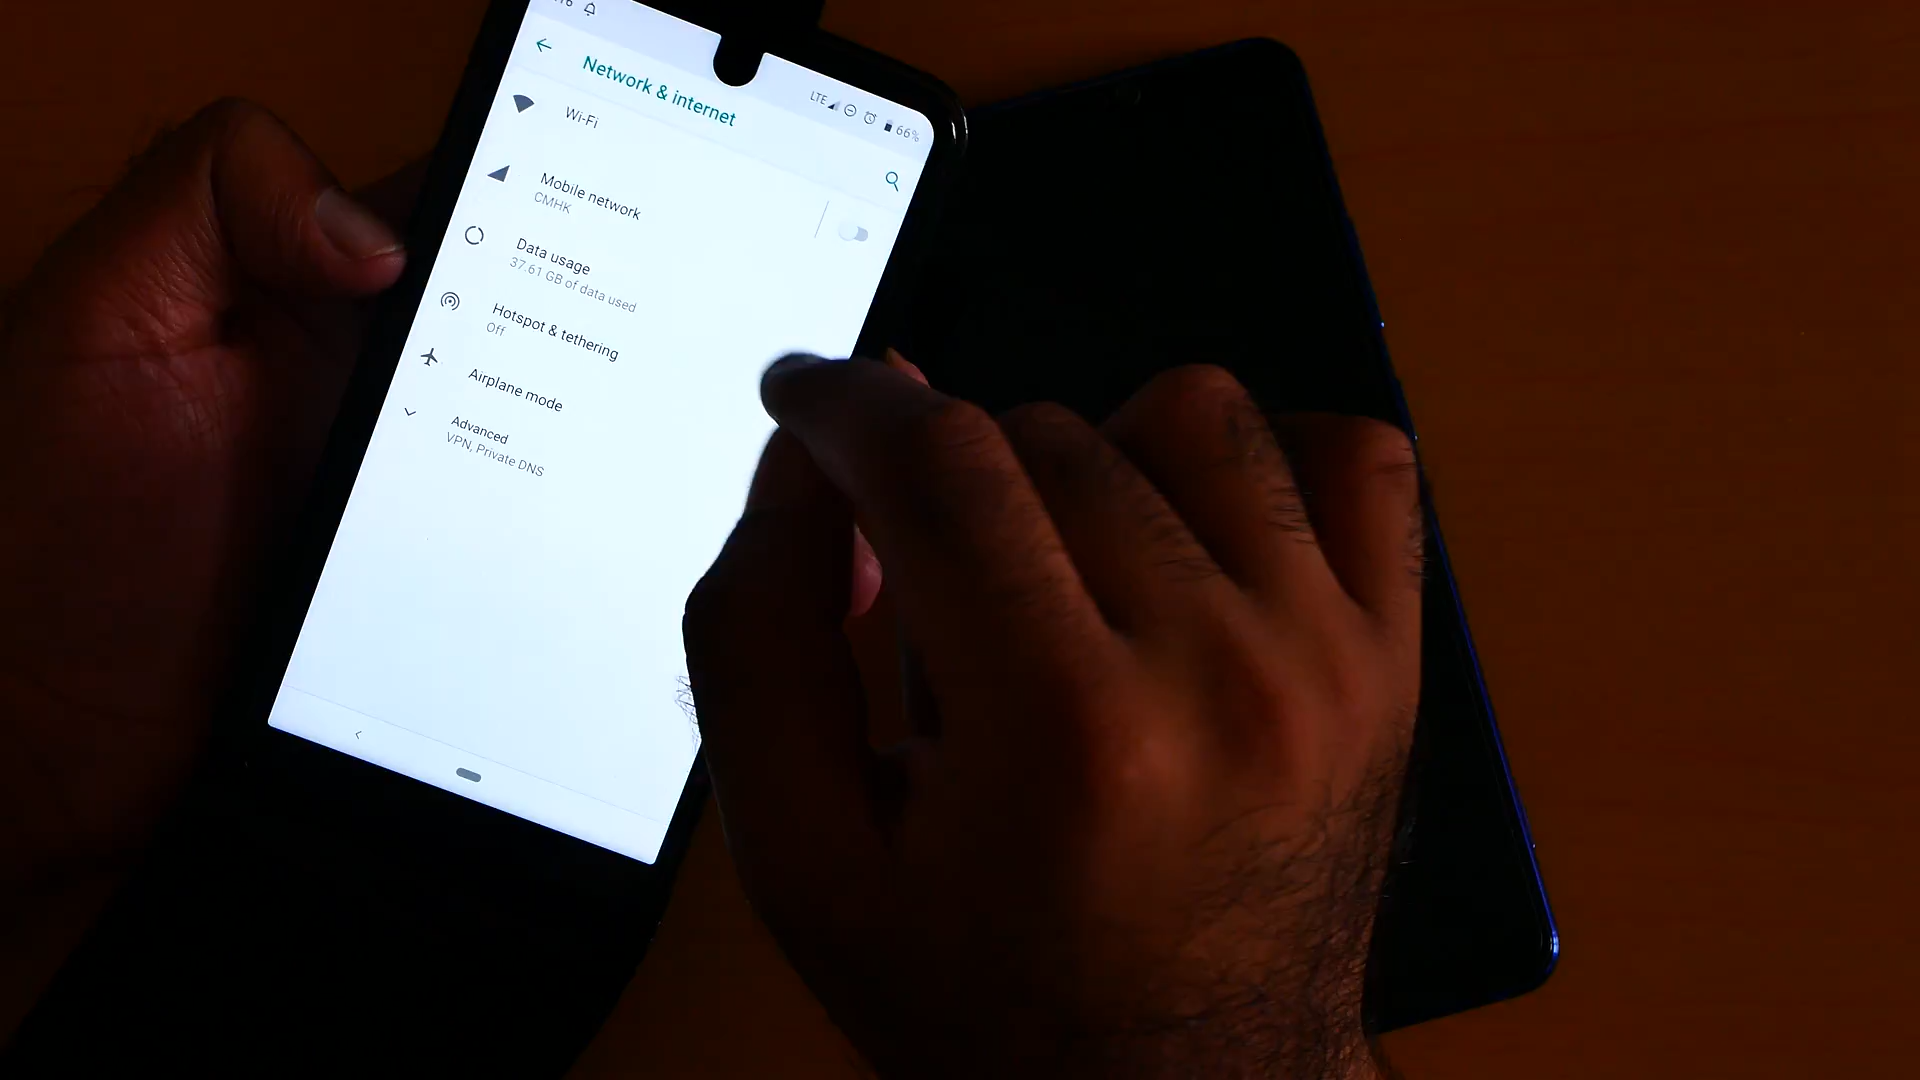 Network & internet
LTE
66%
Wi-Fi
Mobile network
CMHK
Data usage
37.61 GB of data used
Hotspot & tethering
Off
Airplane mode
Advanced
VPN, Private DNS